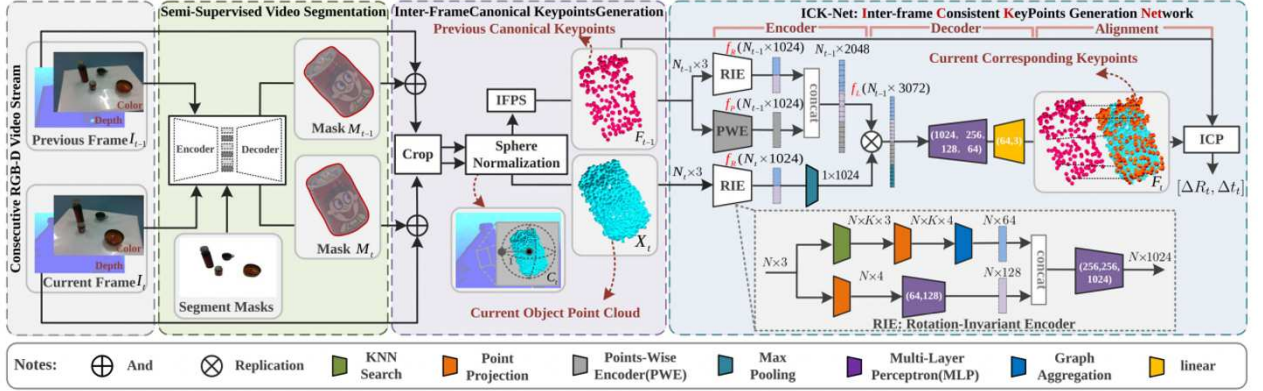 Semi-Supervised Video Segmentation
Inter-FrameCanonical KeypointsGeneration
ICK-Net: Inter-frame Consistent KeyPoints Generation Network
Consecutive RGB-D Video Stream
Color
Depth
Previous Frame I_{t-1}
Color
Depth
Current Frame I_t
Encoder
Decoder
Mask M_{t-1}
Mask M_t
Segment Masks
Previous Canonical Keypoints
Crop
IFPS
Sphere
Normalization
F_{t-1}
X_t
C_t
Current Object Point Cloud
Encoder
Decoder
Alignment
N_{t-1}×3
f_R(N_{t-1}×1024)
N_{t-1}×2048
RIE
f_P(N_{t-1}×1024)
PWE
concat
f_L(N_{t-1}×3072)
N_t×3
f_R(N_t×1024)
RIE
1×1024
(1024, 256,
128, 64)
(64,3)
Current Corresponding Keypoints
F_t
ICP
[ΔR_t, Δt_t]
N×3
N×K×3
N×K×4
N×64
N×4
(64,128)
N×128
concat
(256,256,
1024)
N×1024
RIE: Rotation-Invariant Encoder
Notes:
And
Replication
KNN
Search
Point
Projection
Points-Wise
Encoder(PWE)
Max
Pooling
Multi-Layer
Perceptron(MLP)
Graph
Aggregation
linear